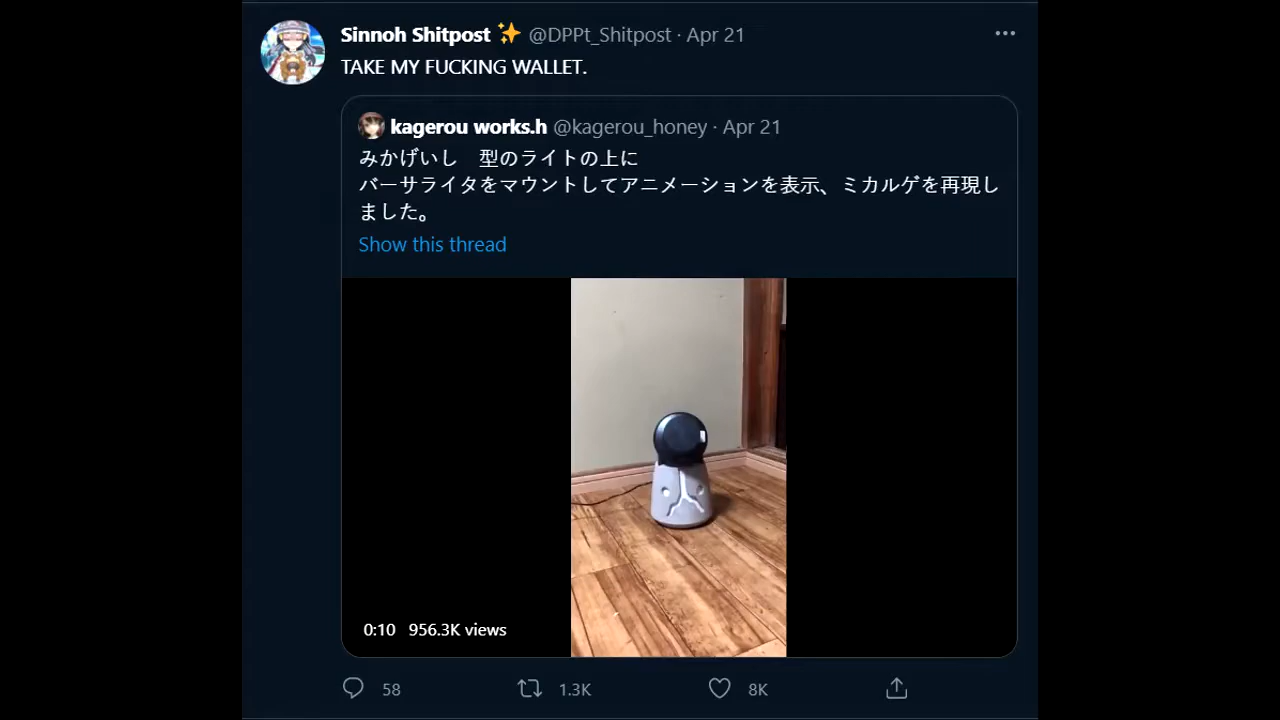 Sinnoh Shitpost ✨ @DPPt_Shitpost · Apr 21
TAKE MY FUCKING WALLET.
kagerou works.h @kagerou_honey · Apr 21
みかげいし　型のライトの上に
バーサライタをマウントしてアニメーションを表示、ミカルゲを再現し
ました。
Show this thread
0:10 956.3K views
58 1.3K 8K